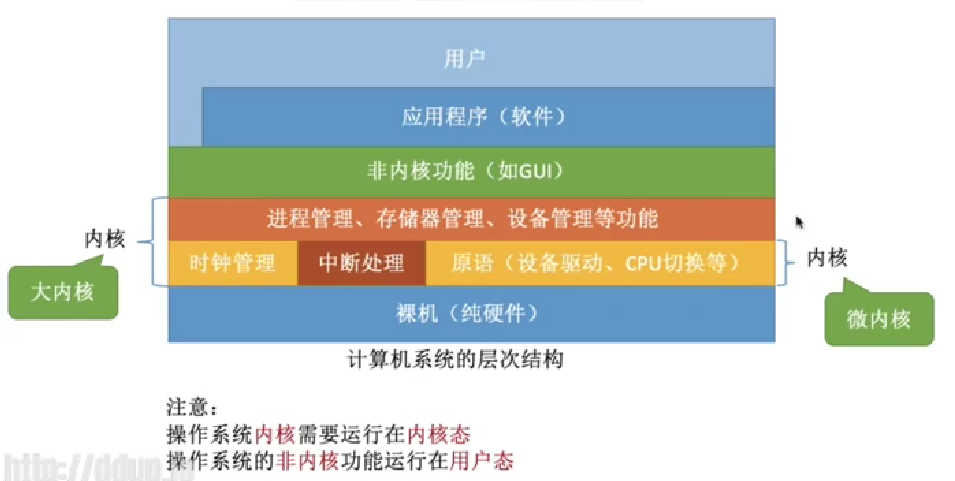 用户
应用程序（软件）
非内核功能（如GUI）
进程管理、存储器管理、设备管理等功能
内核
大内核
时钟管理
中断处理
原语（设备驱动、CPU切换等）
内核
微内核
裸机（纯硬件）
计算机系统的层次结构
注意：
操作系统内核需要运行在内核态
操作系统的非内核功能运行在用户态